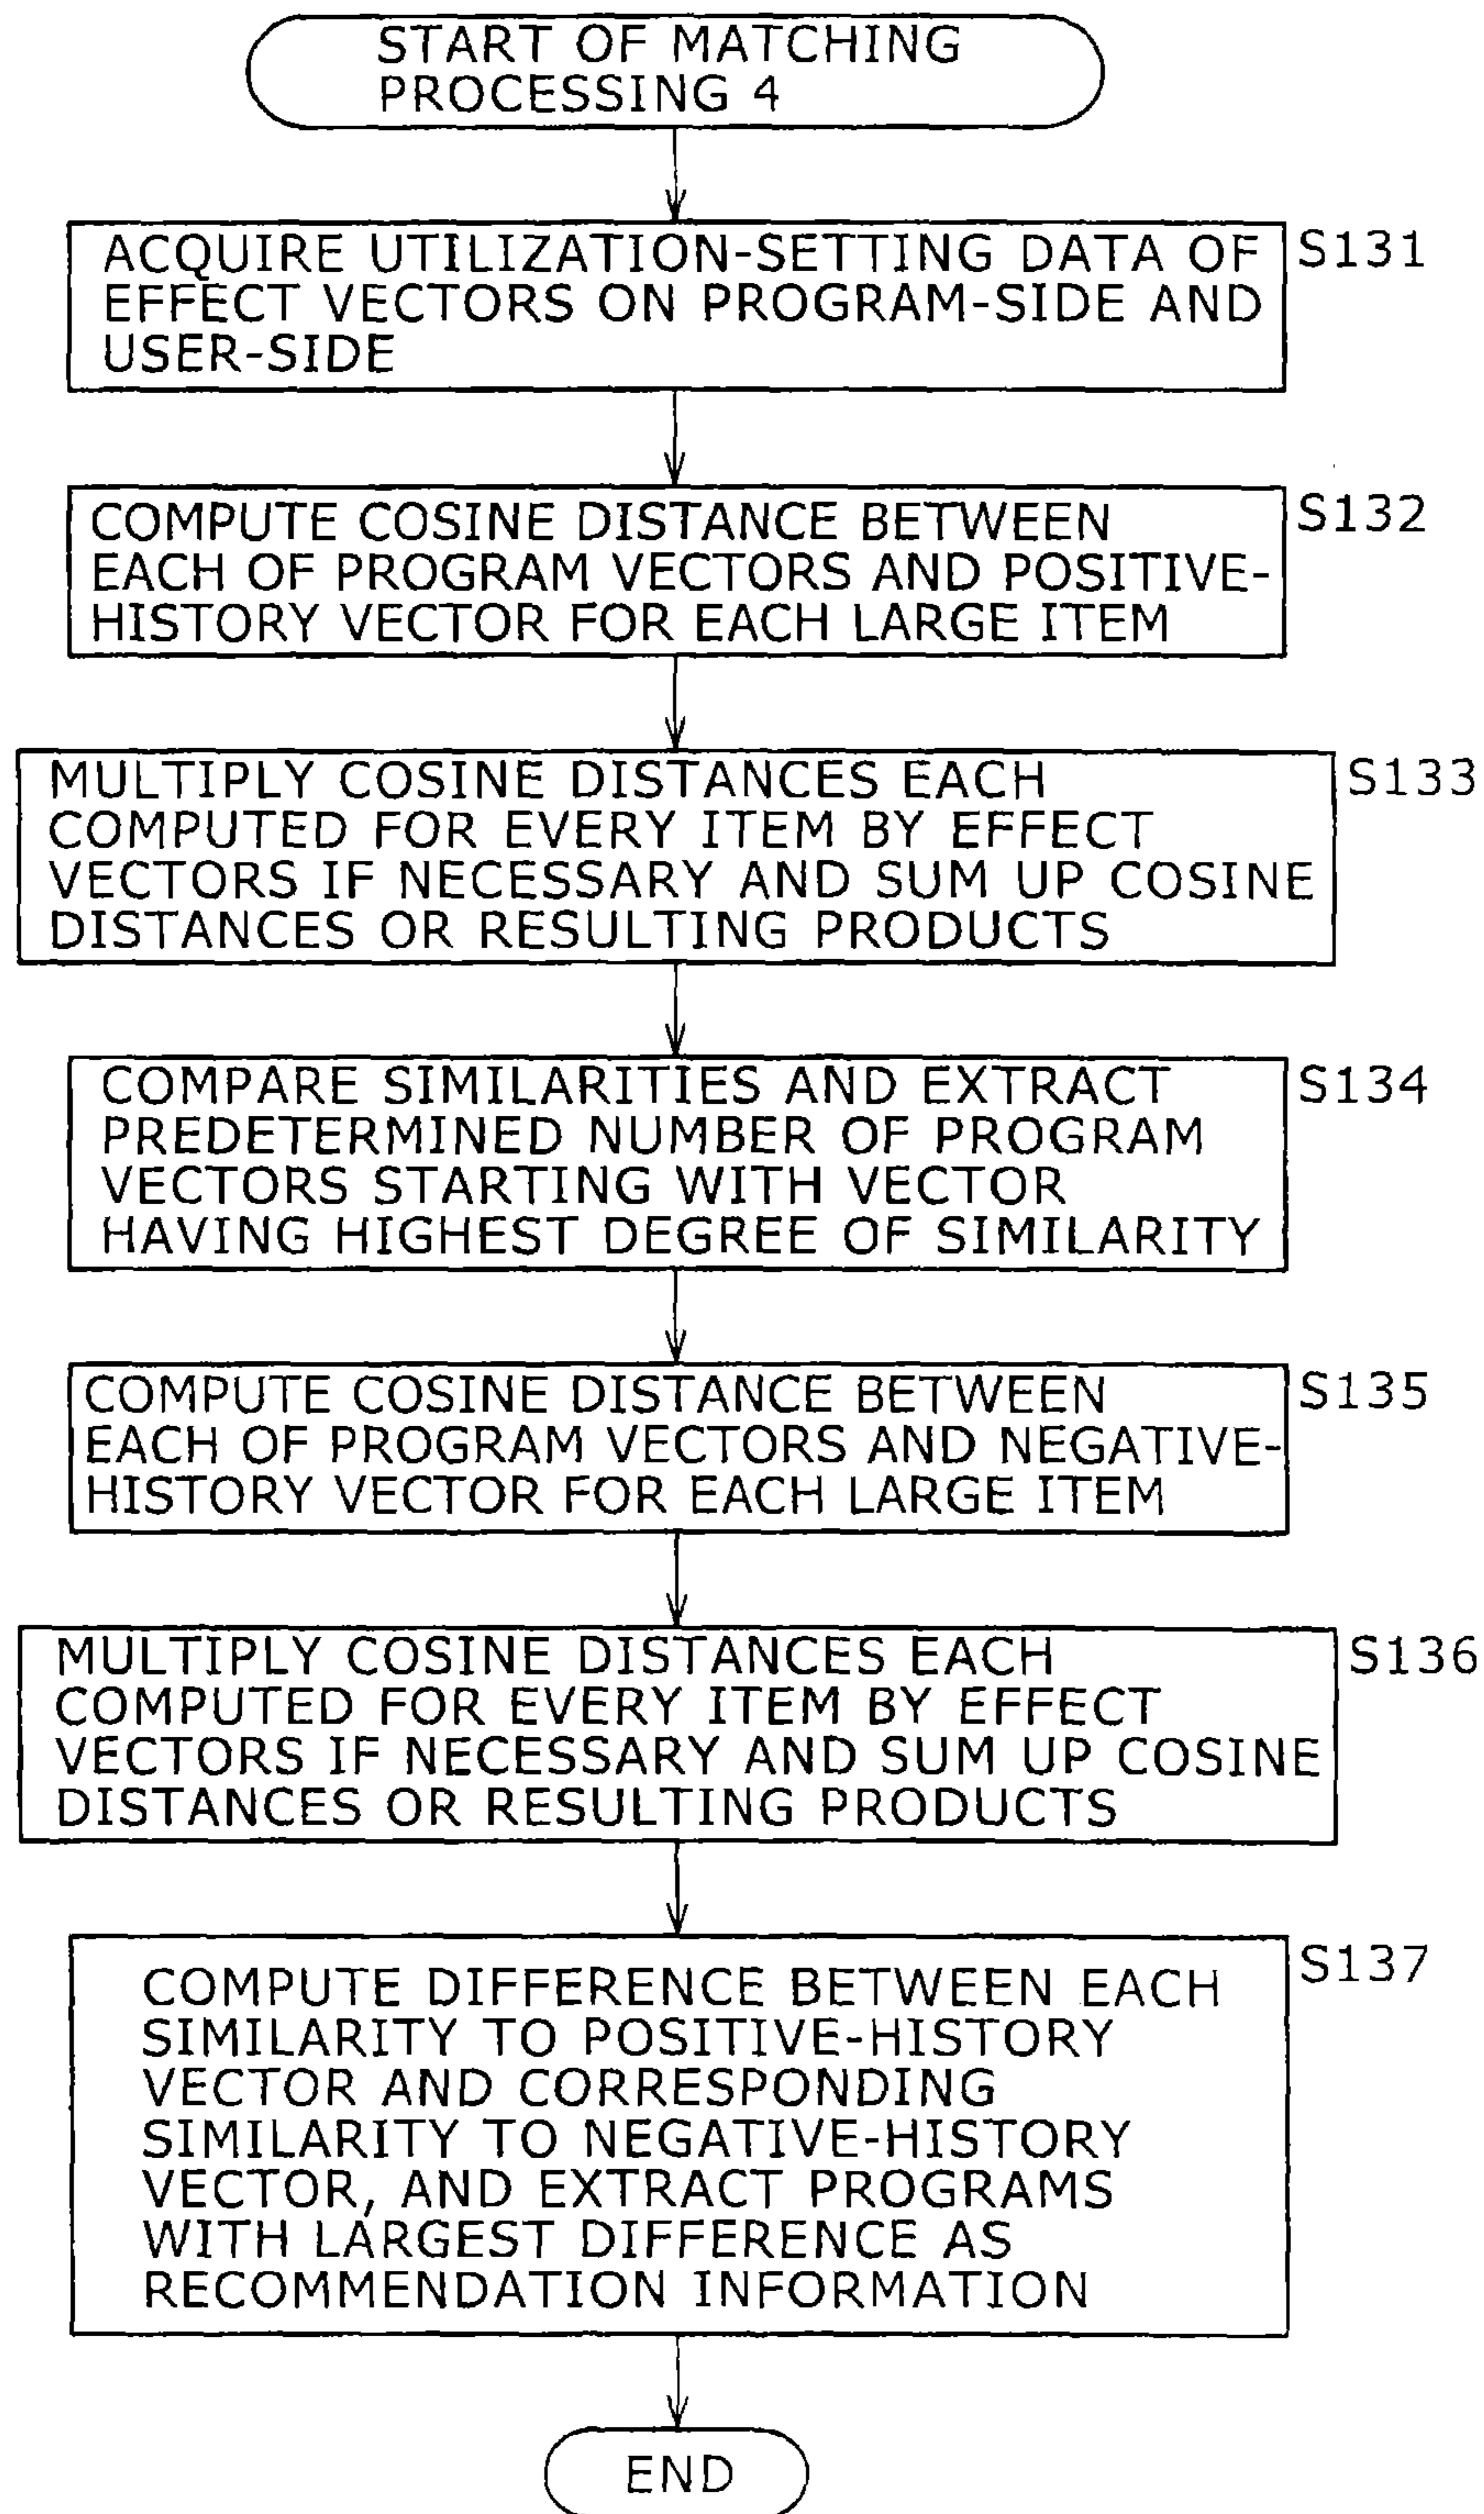 START OF MATCHING
PROCESSING 4
ACQUIRE UTILIZATION-SETTING DATA OF
EFFECT VECTORS ON PROGRAM-SIDE AND
USER-SIDE
S131
COMPUTE COSINE DISTANCE BETWEEN
EACH OF PROGRAM VECTORS AND POSITIVE-
HISTORY VECTOR FOR EACH LARGE ITEM
S132
MULTIPLY COSINE DISTANCES EACH
COMPUTED FOR EVERY ITEM BY EFFECT
VECTORS IF NECESSARY AND SUM UP COSINE
DISTANCES OR RESULTING PRODUCTS
S133
COMPARE SIMILARITIES AND EXTRACT
PREDETERMINED NUMBER OF PROGRAM
VECTORS STARTING WITH VECTOR
HAVING HIGHEST DEGREE OF SIMILARITY
S134
COMPUTE COSINE DISTANCE BETWEEN
EACH OF PROGRAM VECTORS AND NEGATIVE-
HISTORY VECTOR FOR EACH LARGE ITEM
S135
MULTIPLY COSINE DISTANCES EACH
COMPUTED FOR EVERY ITEM BY EFFECT
VECTORS IF NECESSARY AND SUM UP COSINE
DISTANCES OR RESULTING PRODUCTS
S136
COMPUTE DIFFERENCE BETWEEN EACH
SIMILARITY TO POSITIVE-HISTORY
VECTOR AND CORRESPONDING
SIMILARITY TO NEGATIVE-HISTORY
VECTOR, AND EXTRACT PROGRAMS
WITH LARGEST DIFFERENCE AS
RECOMMENDATION INFORMATION
S137
END